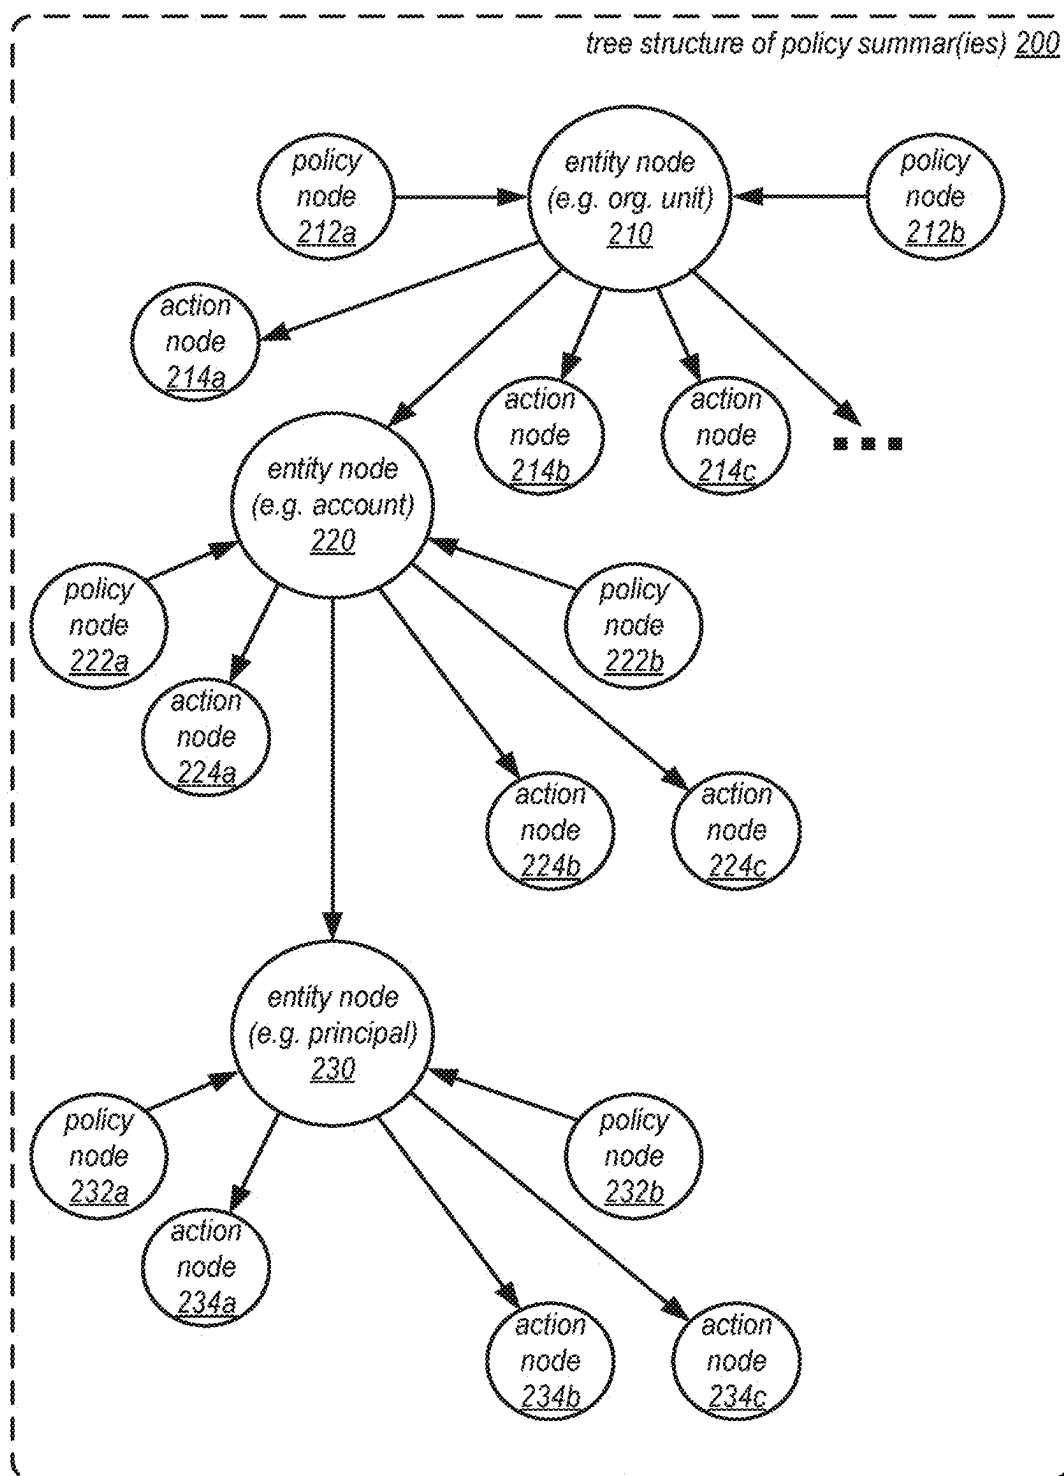 tree structure of policy summar(ies) 200
policy
node
212a
entity node
(e.g. org. unit)
210
policy
node
212b
action
node
214a
action
node
214b
action
node
214c
entity node
(e.g. account)
220
policy
node
222a
policy
node
222b
action
node
224a
action
node
224b
action
node
224c
entity node
(e.g. principal)
230
policy
node
232a
policy
node
232b
action
node
234a
action
node
234b
action
node
234c